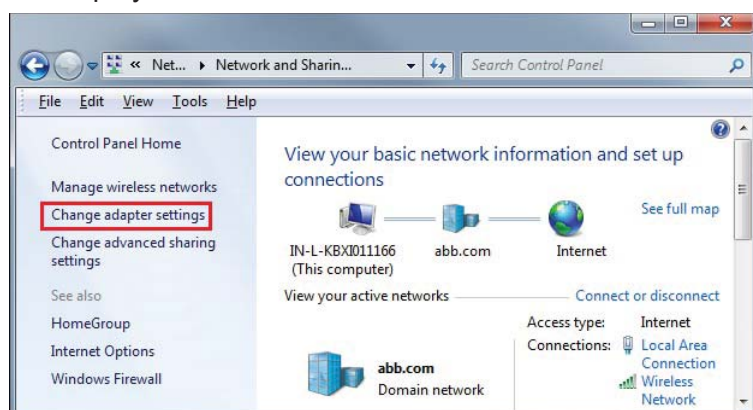 « Net... Network and Sharin... Search Control Panel
File Edit View Tools Help
Control Panel Home
Manage wireless networks
Change adapter settings
Change advanced sharing
settings
See also
HomeGroup
Internet Options
Windows Firewall
View your basic network information and set up
connections
See full map
IN-L-KBXI011166 abb.com Internet
(This computer)
View your active networks Connect or disconnect
abb.com
Domain network
Access type: Internet
Connections: Local Area
Connection
Wireless
Network